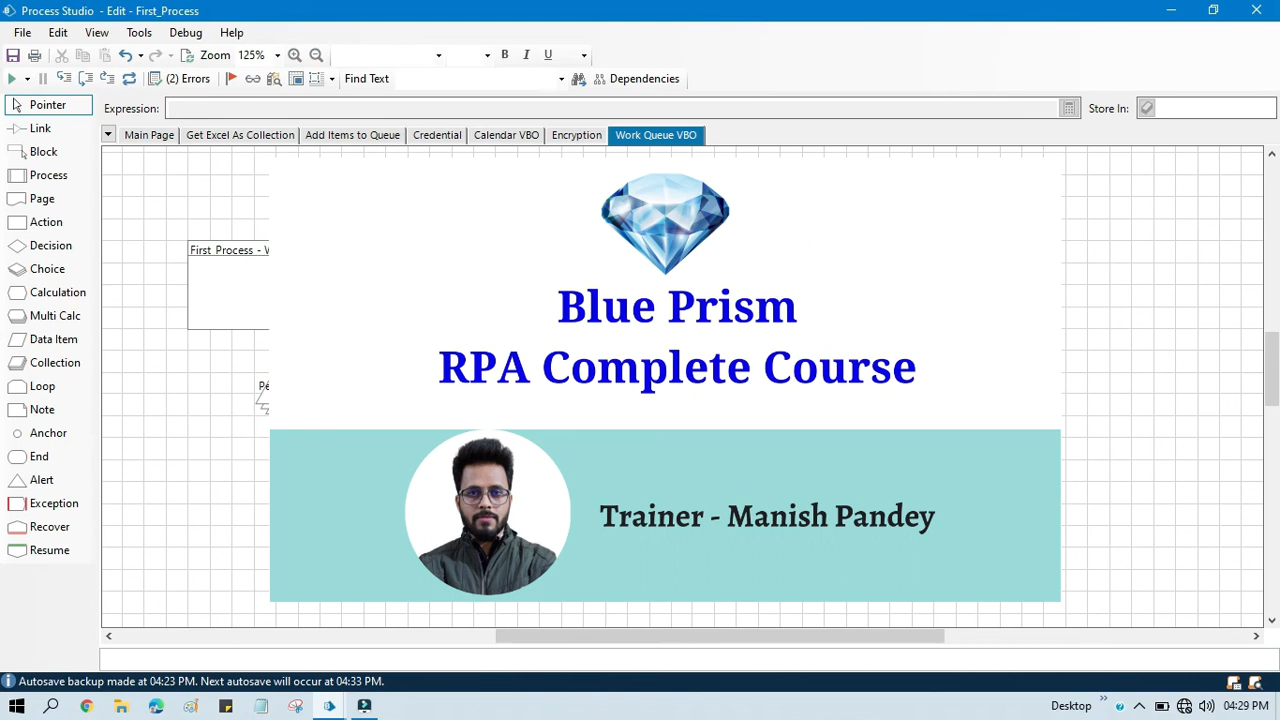 Process Studio - Edit - First_Process
File Edit View Tools Debug Help
Zoom 125% B I U
(2) Errors Find Text Dependencies
Expression: Store In:
Main Page Get Excel As Collection Add Items to Queue Credential Calendar VBO Encryption Work Queue VBO
Pointer
Link
Block
Process
Page
Action
Decision
Choice
Calculation
Multi Calc
Data Item
Collection
Loop
Note
Anchor
End
Alert
Exception
Recover
Resume
First Process -
Blue Prism
RPA Complete Course
Trainer - Manish Pandey
Autosave backup made at 04:23 PM. Next autosave will occur at 04:33 PM.
Desktop 04:29 PM